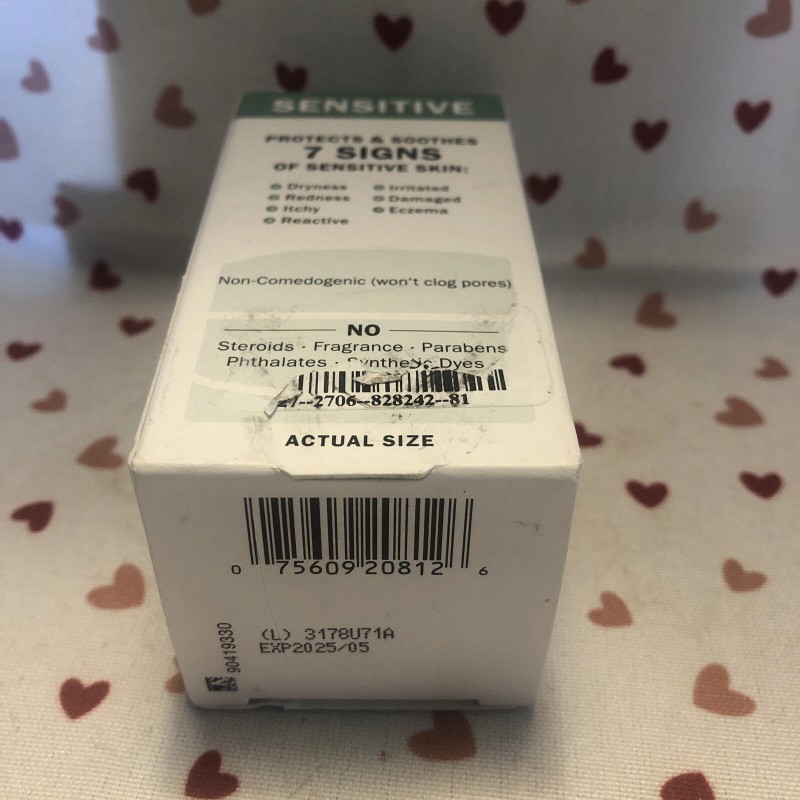 SENSITIVE
PROTECTS & SOOTHES
7 SIGNS
OF SENSITIVE SKIN:
Dryness
Redness
Itchy
Reactive
Irritated
Damaged
Eczema
Non-Comedogenic (won't clog pores)
NO
Steroids · Fragrance · Parabens
Phthalates · Synthetic Dyes
--2706--828242--81
ACTUAL SIZE
0 75609 20812 6
(L) 3178U71A
EXP2025/05
90419330